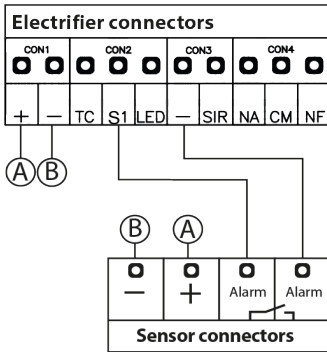 Electrifier connectors
CON1 CON2 CON3 CON4
+ − TC S1 LED − SIR NA CM NF
A B
B A
− + Alarm Alarm
Sensor connectors